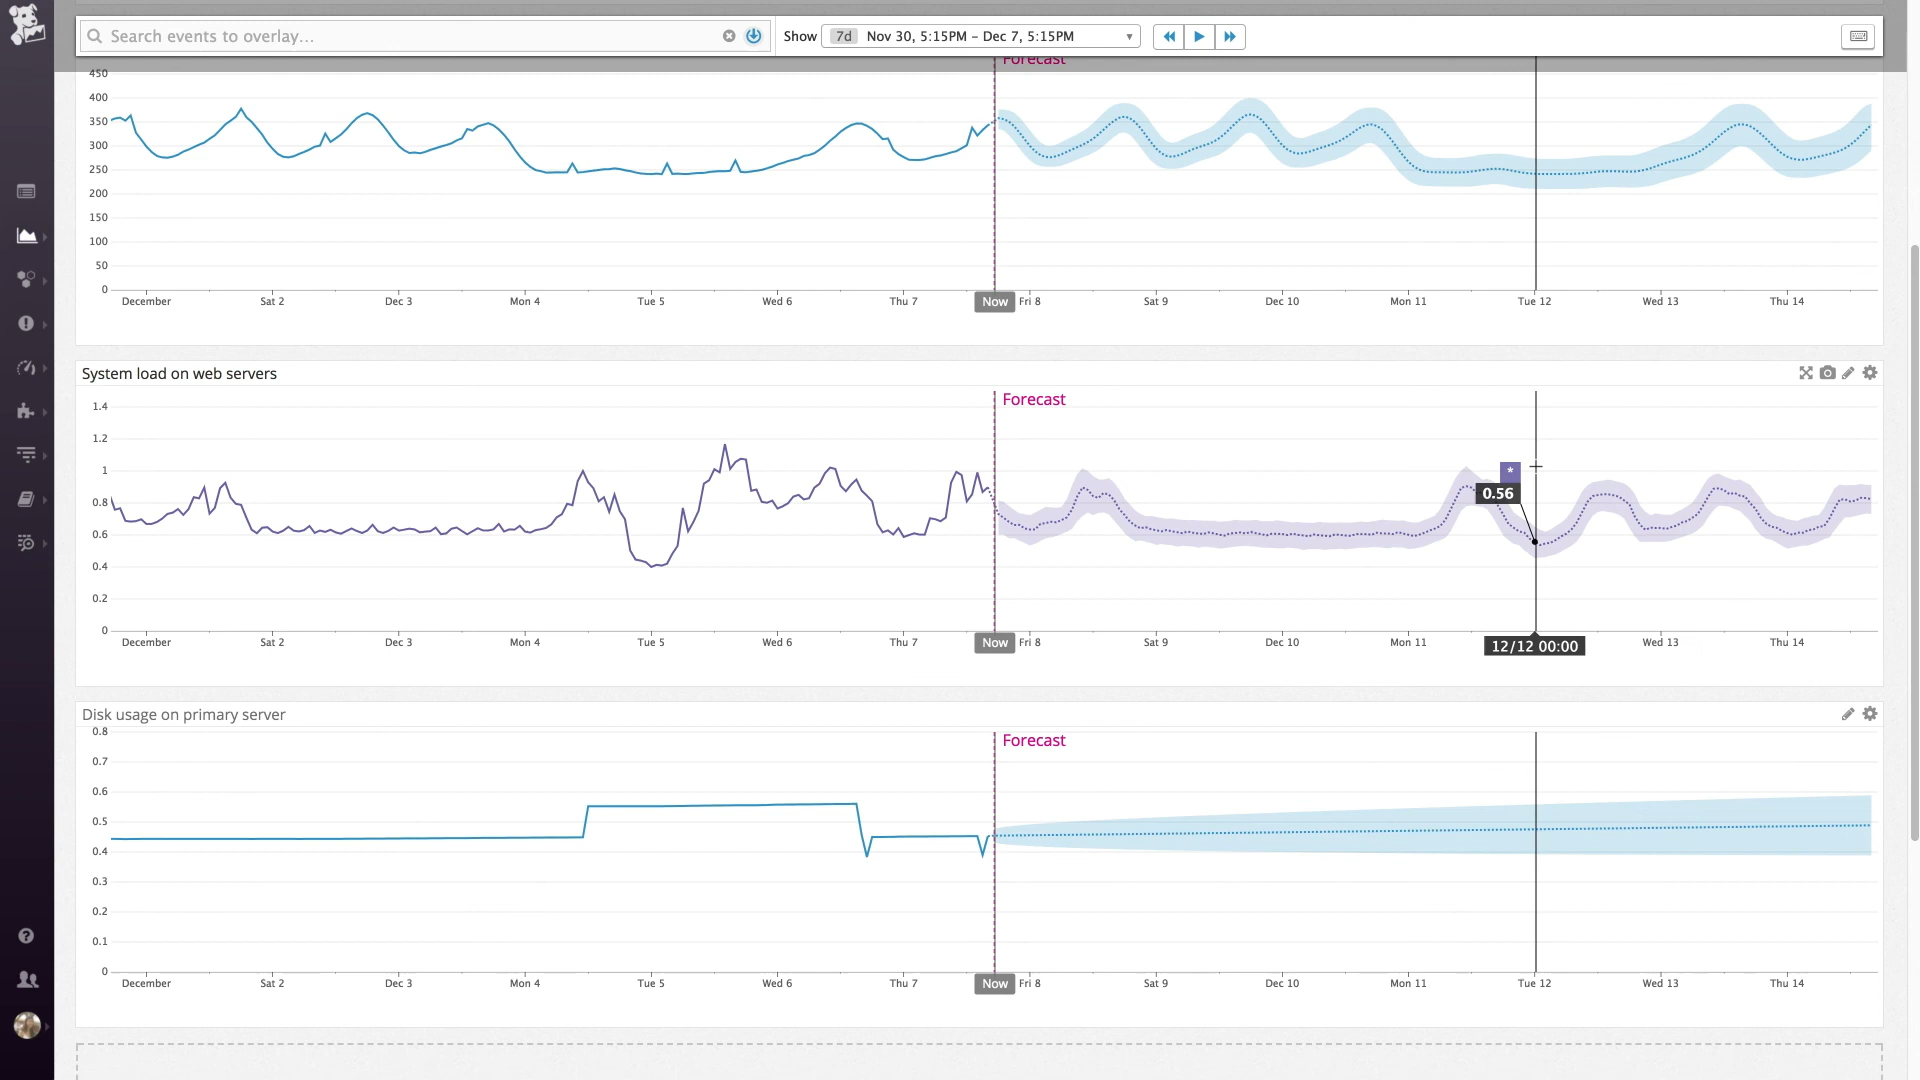 Search events to overlay...
Show 7d Nov 30, 5:15PM – Dec 7, 5:15PM
Forecast
450
400
350
300
250
200
150
100
50
0
December Sat 2 Dec 3 Mon 4 Tue 5 Wed 6 Thu 7 Now Fri 8 Sat 9 Dec 10 Mon 11 Tue 12 Wed 13 Thu 14
System load on web servers
Forecast
1.4
1.2
1
0.8
0.6
0.4
0.2
0
*
0.56
December Sat 2 Dec 3 Mon 4 Tue 5 Wed 6 Thu 7 Now Fri 8 Sat 9 Dec 10 Mon 11 12/12 00:00 Wed 13 Thu 14
Disk usage on primary server
Forecast
0.8
0.7
0.6
0.5
0.4
0.3
0.2
0.1
0
December Sat 2 Dec 3 Mon 4 Tue 5 Wed 6 Thu 7 Now Fri 8 Sat 9 Dec 10 Mon 11 Tue 12 Wed 13 Thu 14